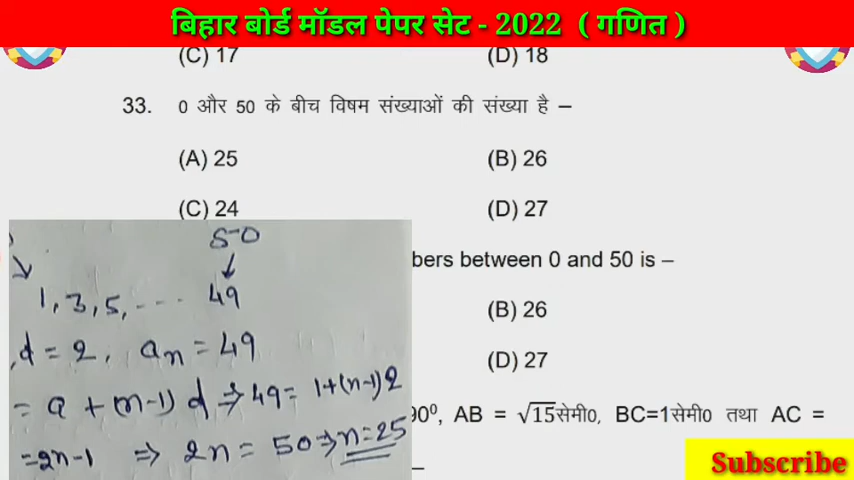 बिहार बोर्ड मॉडल पेपर सेट - 2022 ( गणित )
(C) 17 (D) 18
33. 0 और 50 के बीच विषम संख्याओं की संख्या है –
(A) 25 (B) 26
(C) 24 (D) 27
50
bers between 0 and 50 is –
1, 3, 5, --- 49
(B) 26
d = 2, an = 49
(D) 27
= a + (n-1) d ⇒ 49 = 1+(n-1)2
90⁰, AB = √15सेमी0, BC=1सेमी0 तथा AC =
=2n-1 ⇒ 2n = 50 ⇒ n=25
Subscribe